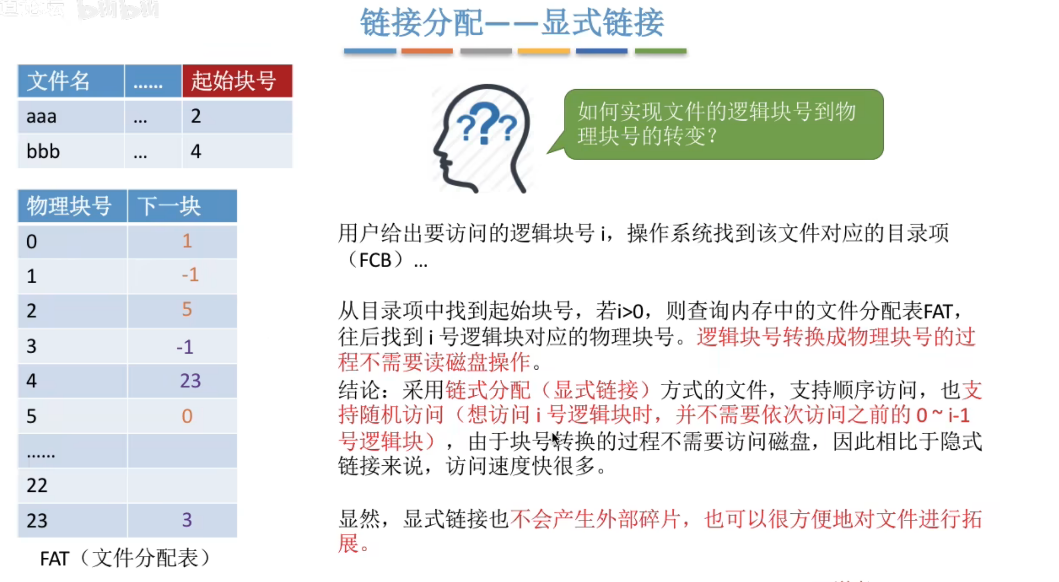 bilibili
链接分配——显式链接
文件名 …… 起始块号
aaa … 2
bbb … 4
???
如何实现文件的逻辑块号到物
理块号的转变？
物理块号 下一块
0 1
1 -1
2 5
3 -1
4 23
5 0
……
22
23 3
FAT（文件分配表）
用户给出要访问的逻辑块号 i，操作系统找到该文件对应的目录项
（FCB）…
从目录项中找到起始块号，若i>0，则查询内存中的文件分配表FAT，
往后找到 i 号逻辑块对应的物理块号。逻辑块号转换成物理块号的过
程不需要读磁盘操作。
结论：采用链式分配（显式链接）方式的文件，支持顺序访问，也支
持随机访问（想访问 i 号逻辑块时，并不需要依次访问之前的 0 ~ i-1
号逻辑块），由于块号转换的过程不需要访问磁盘，因此相比于隐式
链接来说，访问速度快很多。
显然，显式链接也不会产生外部碎片，也可以很方便地对文件进行拓
展。